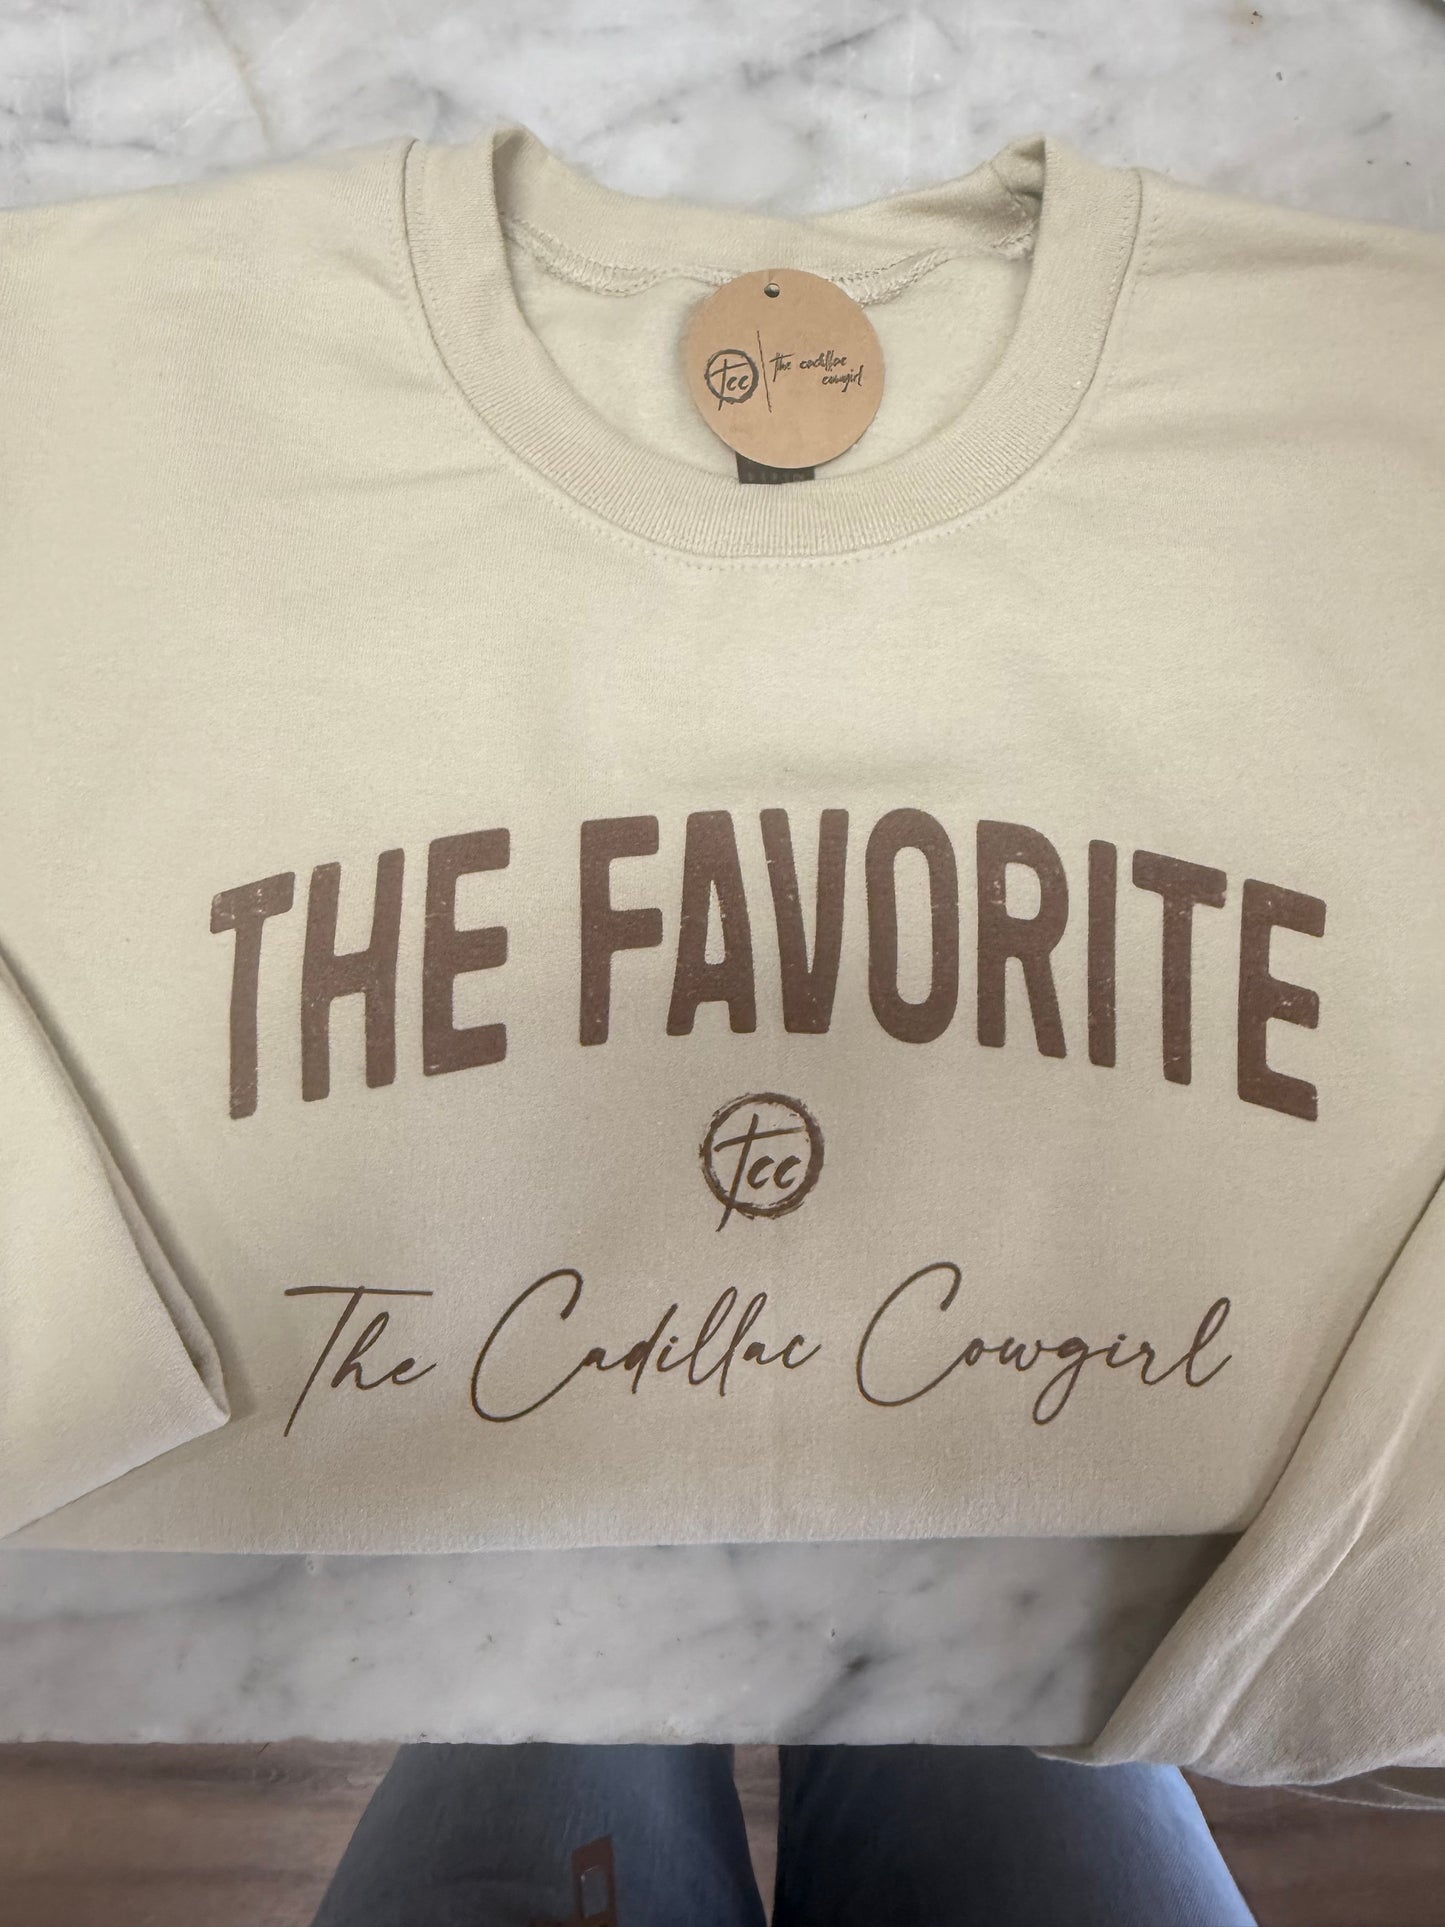 Tcc
The cadillac
cowgirl
THE FAVORITE
Tcc
The Cadillac Cowgirl